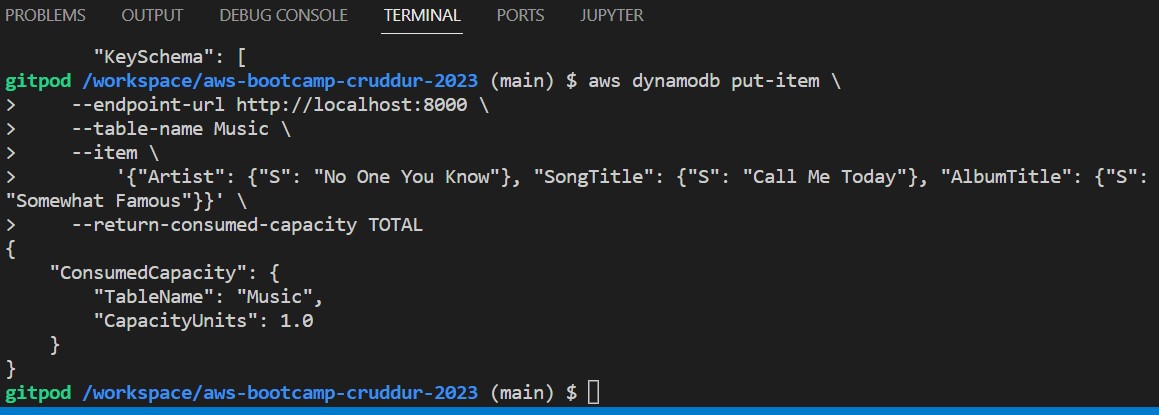 PROBLEMS OUTPUT DEBUG CONSOLE TERMINAL PORTS JUPYTER
        "KeySchema": [
gitpod /workspace/aws-bootcamp-cruddur-2023 (main) $ aws dynamodb put-item \
>     --endpoint-url http://localhost:8000 \
>     --table-name Music \
>     --item \
>         '{"Artist": {"S": "No One You Know"}, "SongTitle": {"S": "Call Me Today"}, "AlbumTitle": {"S":
"Somewhat Famous"}}' \
>     --return-consumed-capacity TOTAL
{
    "ConsumedCapacity": {
        "TableName": "Music",
        "CapacityUnits": 1.0
    }
}
gitpod /workspace/aws-bootcamp-cruddur-2023 (main) $